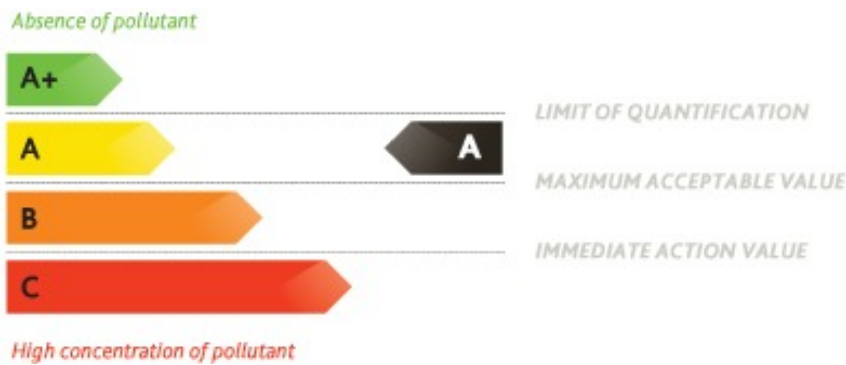 Absence of pollutant
A+
LIMIT OF QUANTIFICATION
A A
MAXIMUM ACCEPTABLE VALUE
B
IMMEDIATE ACTION VALUE
C
High concentration of pollutant